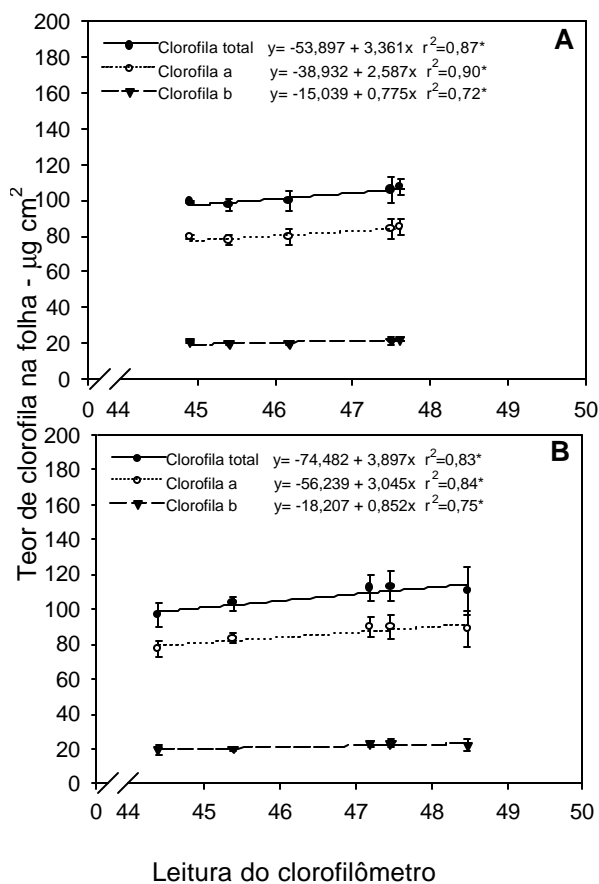 Teor de clorofila na folha - µg cm²
200
180
160
140
120
100
80
60
40
20
0
A
Clorofila total y= -53,897 + 3,361x r²=0,87*
Clorofila a y= -38,932 + 2,587x r²=0,90*
Clorofila b y= -15,039 + 0,775x r²=0,72*
0 44 45 46 47 48 49 50
200
180
160
140
120
100
80
60
40
20
0
B
Clorofila total y= -74,482 + 3,897x r²=0,83*
Clorofila a y= -56,239 + 3,045x r²=0,84*
Clorofila b y= -18,207 + 0,852x r²=0,75*
0 44 45 46 47 48 49 50
Leitura do clorofilômetro